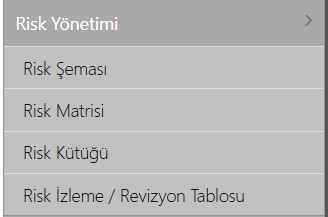 Risk Yönetimi
Risk Şeması
Risk Matrisi
Risk Kütüğü
Risk İzleme / Revizyon Tablosu